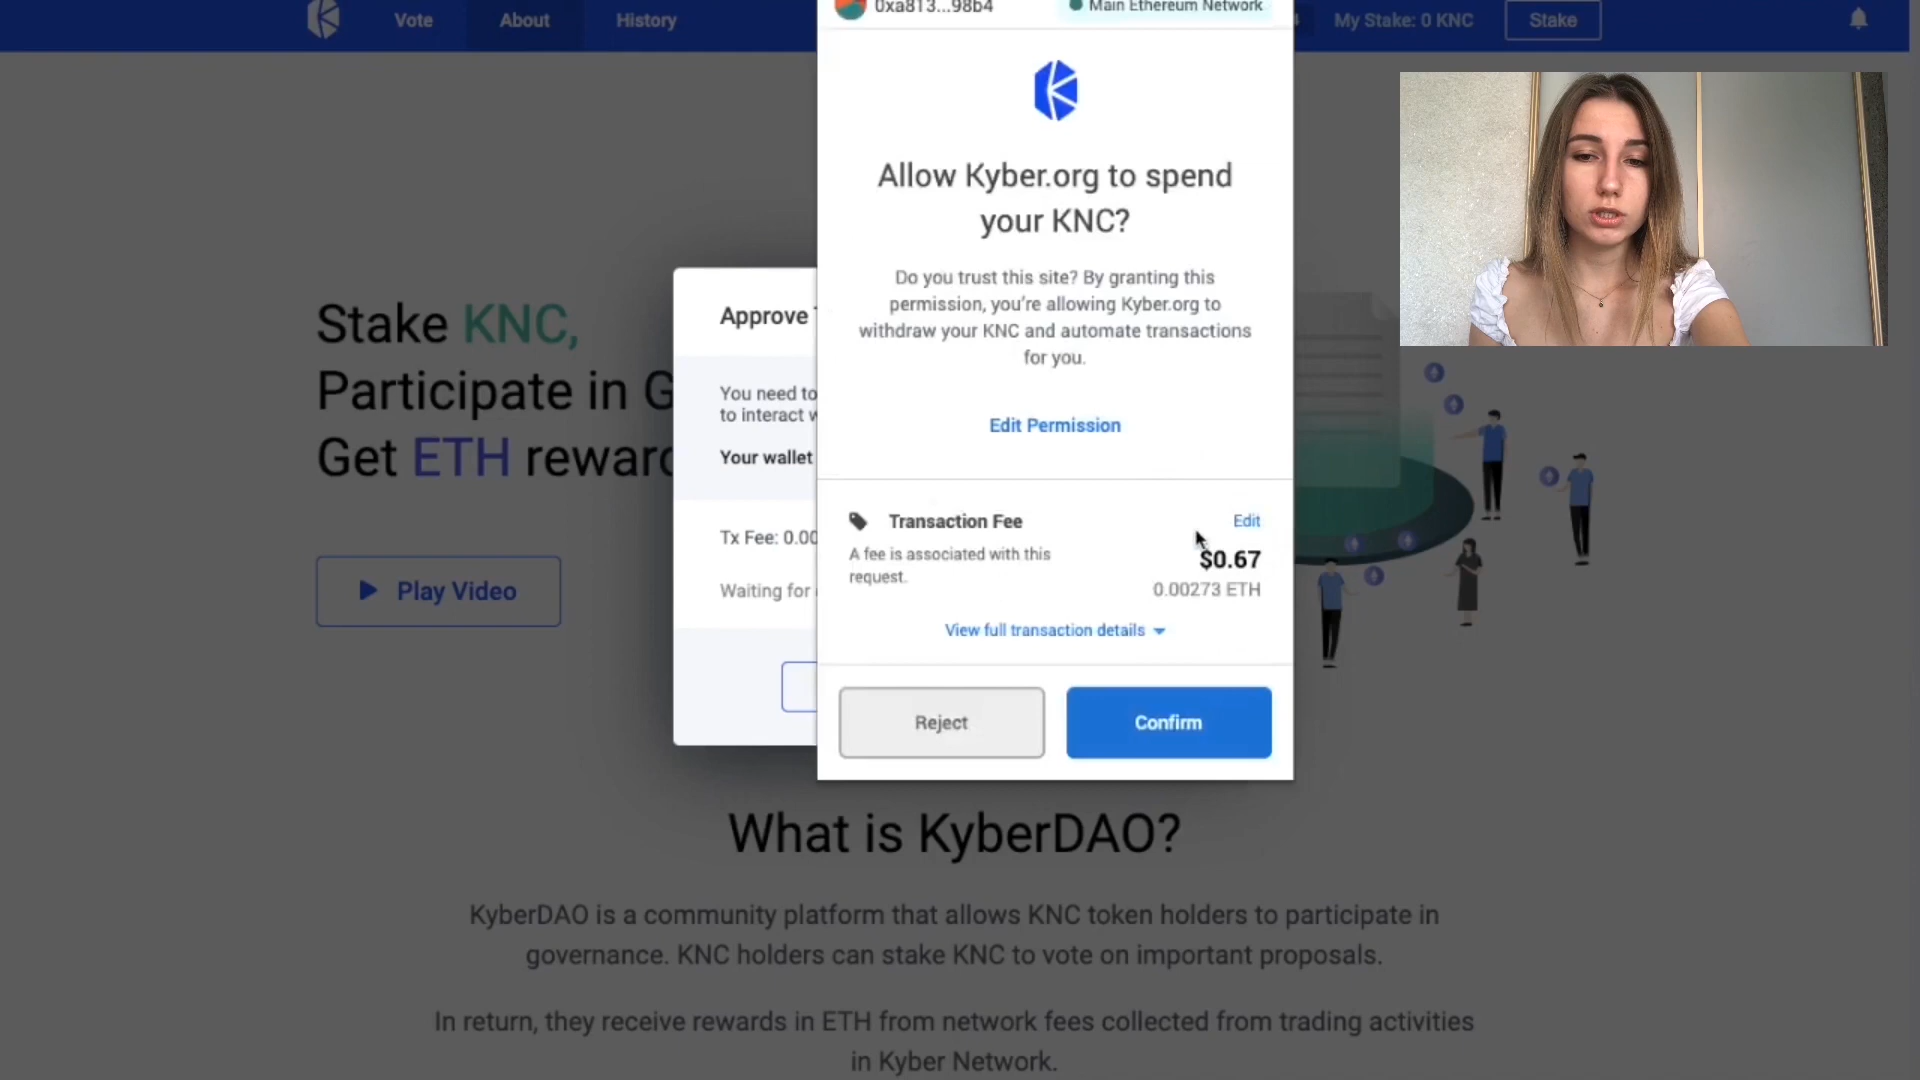 Vote
About
History
0xa813...98b4
Main Ethereum Network
My Stake: 0 KNC
Stake
Allow Kyber.org to spend
your KNC?
Do you trust this site? By granting this
permission, you're allowing Kyber.org to
withdraw your KNC and automate transactions
for you.
Edit Permission
Transaction Fee
Edit
A fee is associated with this
request.
$0.67
0.00273 ETH
View full transaction details
Reject
Confirm
Approve
You need to
to interact
Your wallet
Tx Fee: 0.00
Waiting for
Stake KNC,
Participate in G
Get ETH reward
Play Video
What is KyberDAO?
KyberDAO is a community platform that allows KNC token holders to participate in
governance. KNC holders can stake KNC to vote on important proposals.
In return, they receive rewards in ETH from network fees collected from trading activities
in Kyber Network.